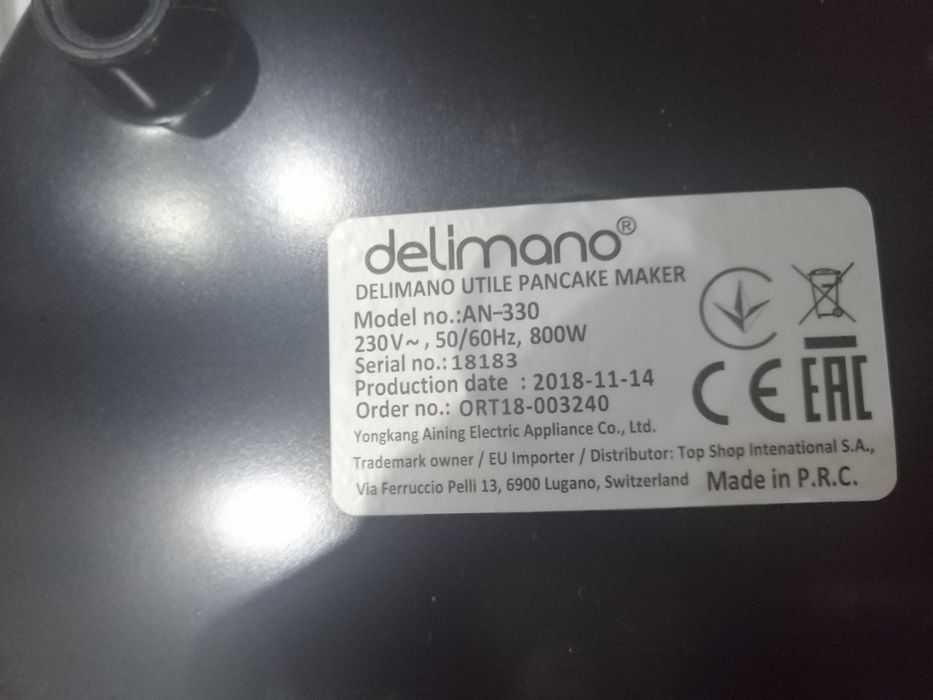 delimano®
DELIMANO UTILE PANCAKE MAKER
Model no.:AN-330
230V~, 50/60Hz, 800W
Serial no.: 18183
Production date : 2018-11-14
Order no.: ORT18-003240
CE EAC
Yongkang Aining Electric Appliance Co., Ltd.
Trademark owner / EU Importer / Distributor: Top Shop Intenational S.A.,
Via Ferruccio Pelli 13, 6900 Lugano, Switzerland Made in P.R.C.